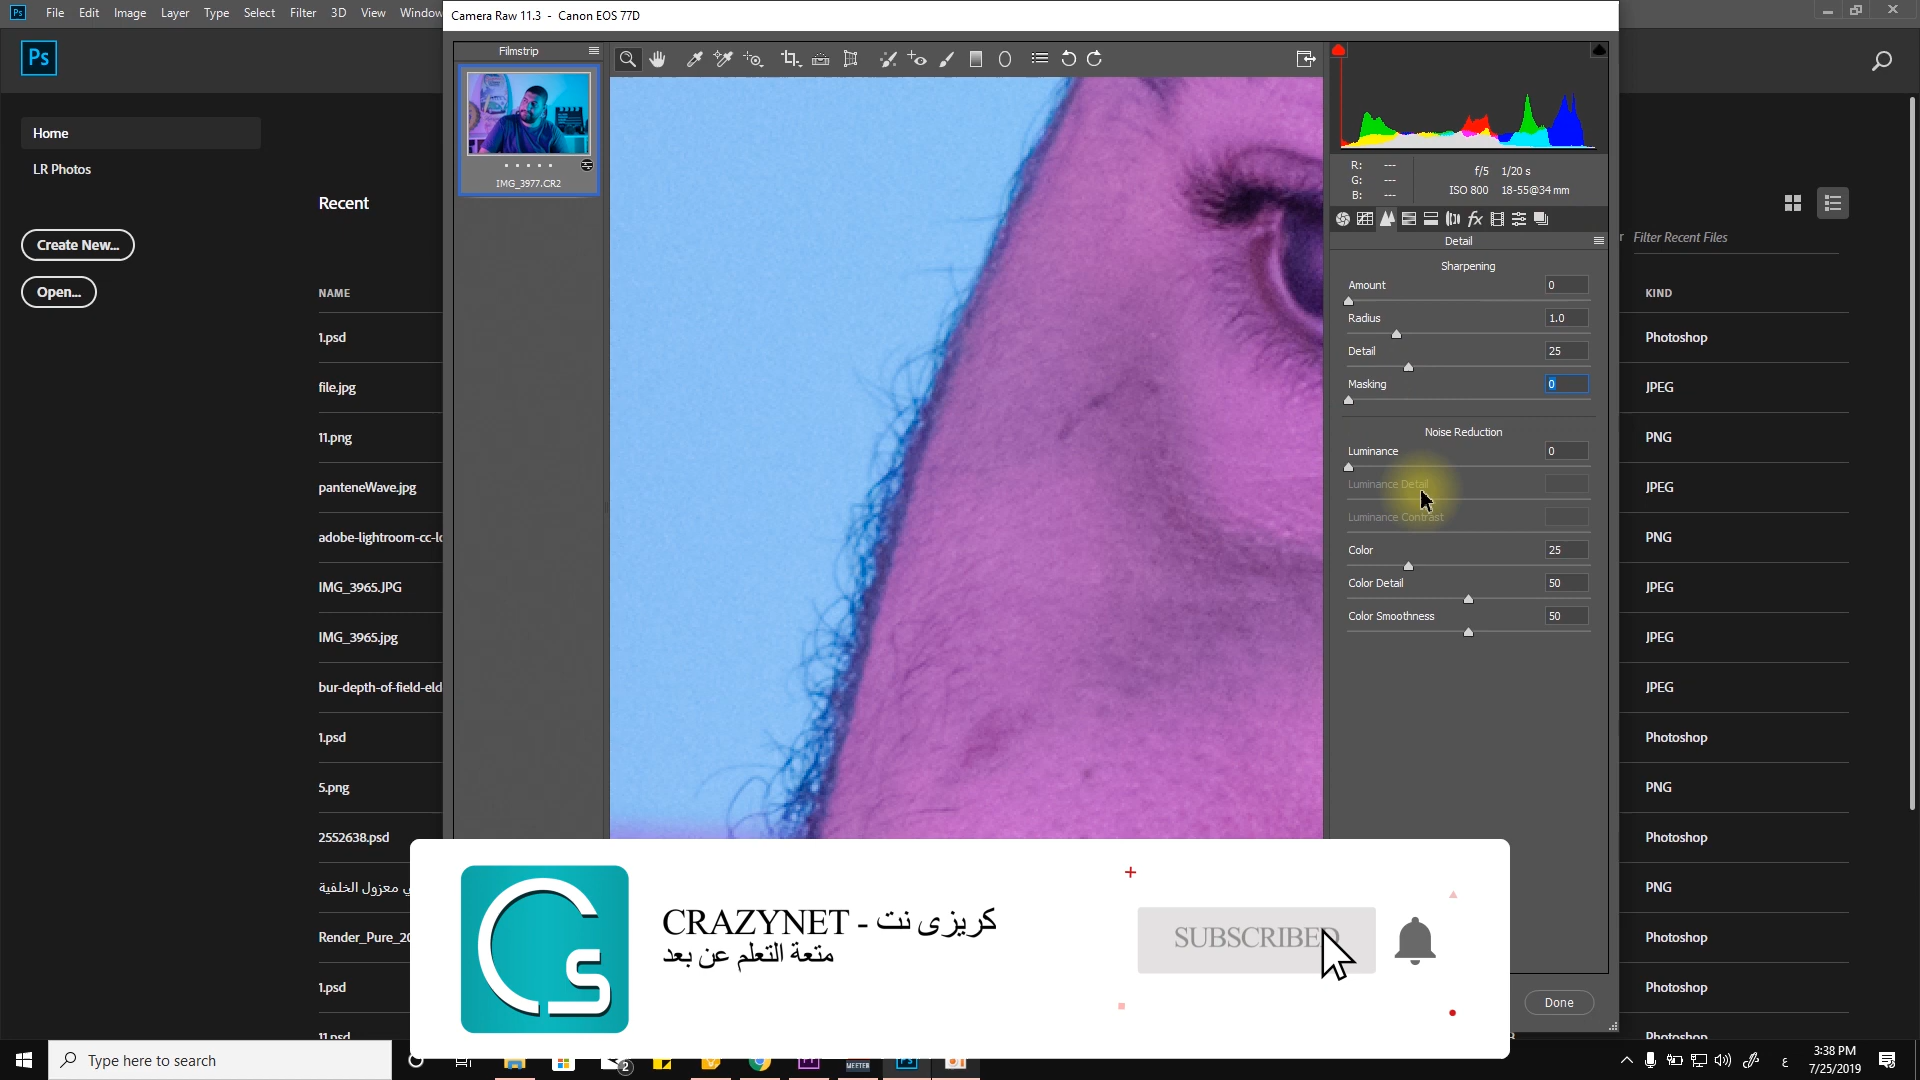 Ps
File Edit Image Layer Type Select Filter 3D View Window
Camera Raw 11.3 - Canon EOS 77D
Ps
Home
LR Photos
Create New...
Open...
Recent
NAME
1.psd
file.jpg
11.png
panteneWave.jpg
adobe-lightroom-cc-lo
IMG_3965.JPG
IMG_3965.jpg
bur-depth-of-field-eld
1.psd
5.png
2552638.psd
ي معزول الخلفية
Render_Pure_20
1.psd
11.psd
Filmstrip
IMG_3977.CR2
R: ---
G: ---
B: ---
f/5 1/20 s
ISO 800 18-55@34 mm
fx
Detail
Sharpening
Amount 0
Radius 1.0
Detail 25
Masking 0
Noise Reduction
Luminance 0
Luminance Detail
Luminance Contrast
Color 25
Color Detail 50
Color Smoothness 50
Done
r Filter Recent Files
KIND
Photoshop
JPEG
PNG
JPEG
PNG
JPEG
JPEG
JPEG
Photoshop
PNG
Photoshop
PNG
Photoshop
Photoshop
Photoshop
CRAZYNET - كريزى نت
متعة التعلم عن بعد
SUBSCRIBED
Type here to search
2
MEETER
Ps
ع
3:38 PM
7/25/2019